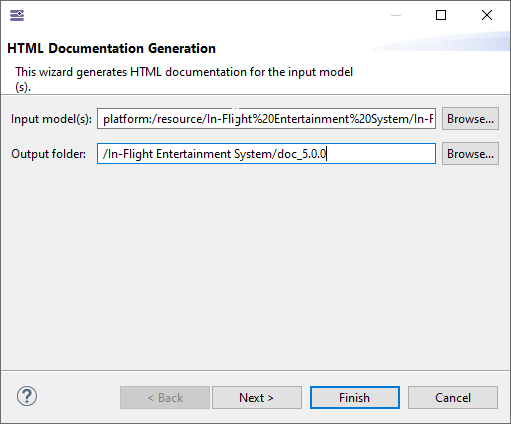 HTML Documentation Generation
This wizard generates HTML documentation for the input model
(s).
Input model(s): platform:/resource/In-Flight%20Entertainment%20System/In-F Browse...
Output folder: /In-Flight Entertainment System/doc_5.0.0 Browse...
? < Back Next > Finish Cancel